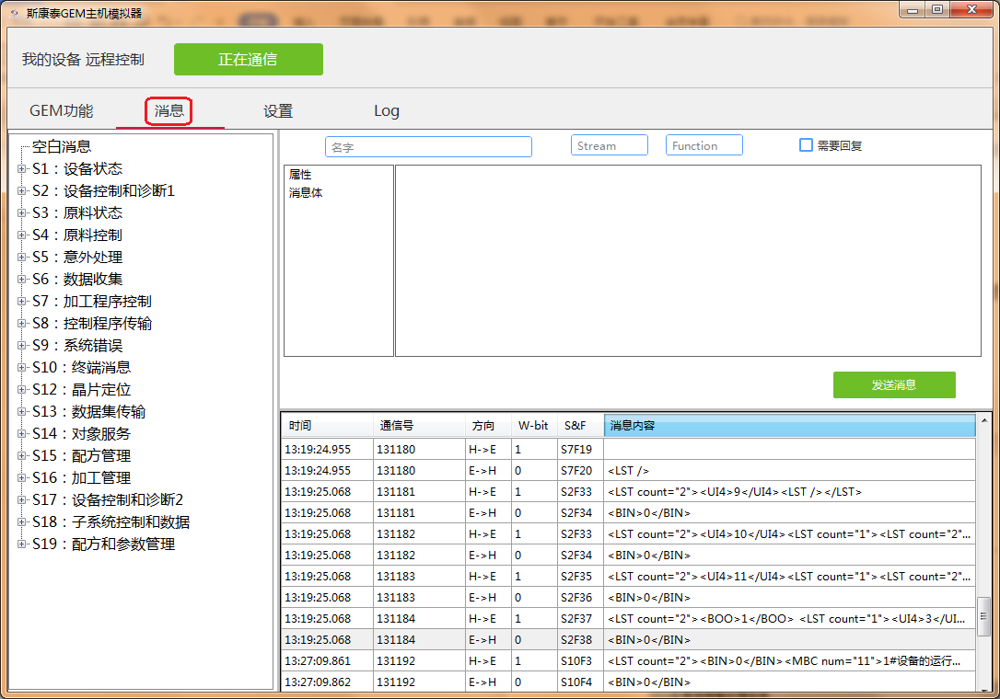 斯康泰GEM主机模拟器
我的设备 远程控制 正在通信
GEM功能 消息 设置 Log
空白消息
S1：设备状态
S2：设备控制和诊断1
S3：原料状态
S4：原料控制
S5：意外处理
S6：数据收集
S7：加工程序控制
S8：控制程序传输
S9：系统错误
S10：终端消息
S12：晶片定位
S13：数据集传输
S14：对象服务
S15：配方管理
S16：加工管理
S17：设备控制和诊断2
S18：子系统控制和数据
S19：配方和参数管理
名字 Stream Function 需要回复
属性
消息体
发送消息
时间 通信号 方向 W-bit S&F 消息内容
13:19:24.955 131180 H->E 1 S7F19
13:19:24.955 131180 E->H 0 S7F20 <LST />
13:19:25.068 131181 H->E 1 S2F33 <LST count="2"><UI4>9</UI4><LST /></LST>
13:19:25.068 131181 E->H 0 S2F34 <BIN>0</BIN>
13:19:25.068 131182 H->E 1 S2F33 <LST count="2"><UI4>10</UI4><LST count="1"><LST count="2"...
13:19:25.068 131182 E->H 0 S2F34 <BIN>0</BIN>
13:19:25.068 131183 H->E 1 S2F35 <LST count="2"><UI4>11</UI4><LST count="1"><LST count="2"...
13:19:25.068 131183 E->H 0 S2F36 <BIN>0</BIN>
13:19:25.068 131184 H->E 1 S2F37 <LST count="2"><BOO>1</BOO> <LST count="1"><UI4>3</UI...
13:19:25.068 131184 E->H 0 S2F38 <BIN>0</BIN>
13:27:09.861 131192 H->E 1 S10F3 <LST count="2"><BIN>0</BIN><MBC num="11">1#设备的运行...
13:27:09.862 131192 E->H 0 S10F4 <BIN>0</BIN>